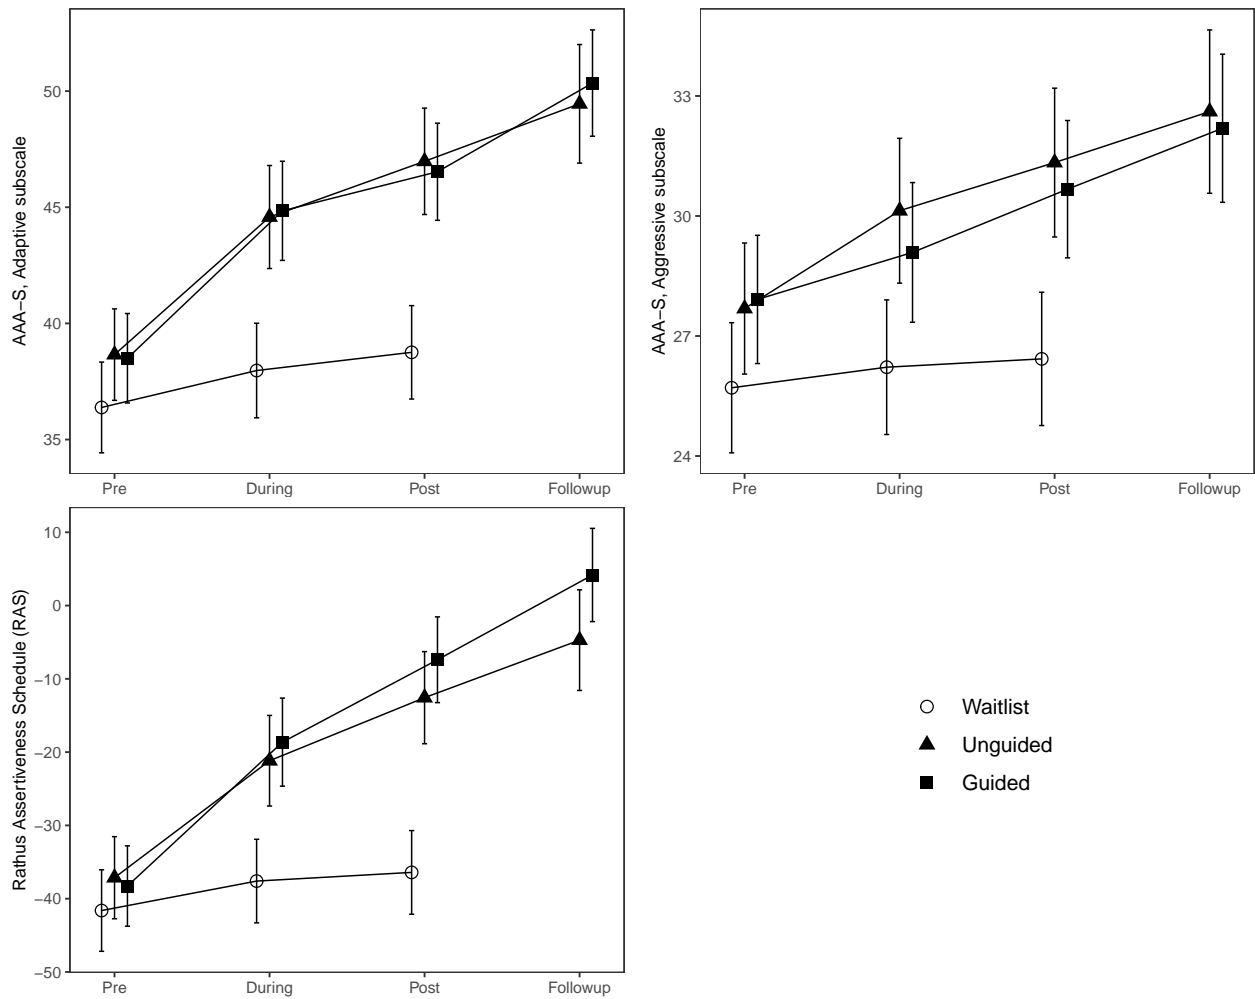 AAA−S, Adaptive subscale
50
45
40
35
Pre During Post Followup
AAA−S, Aggressive subscale
33
30
27
24
Pre During Post Followup
Rathus Assertiveness Schedule (RAS)
10
0
−10
−20
−30
−40
−50
Pre During Post Followup
Waitlist
Unguided
Guided